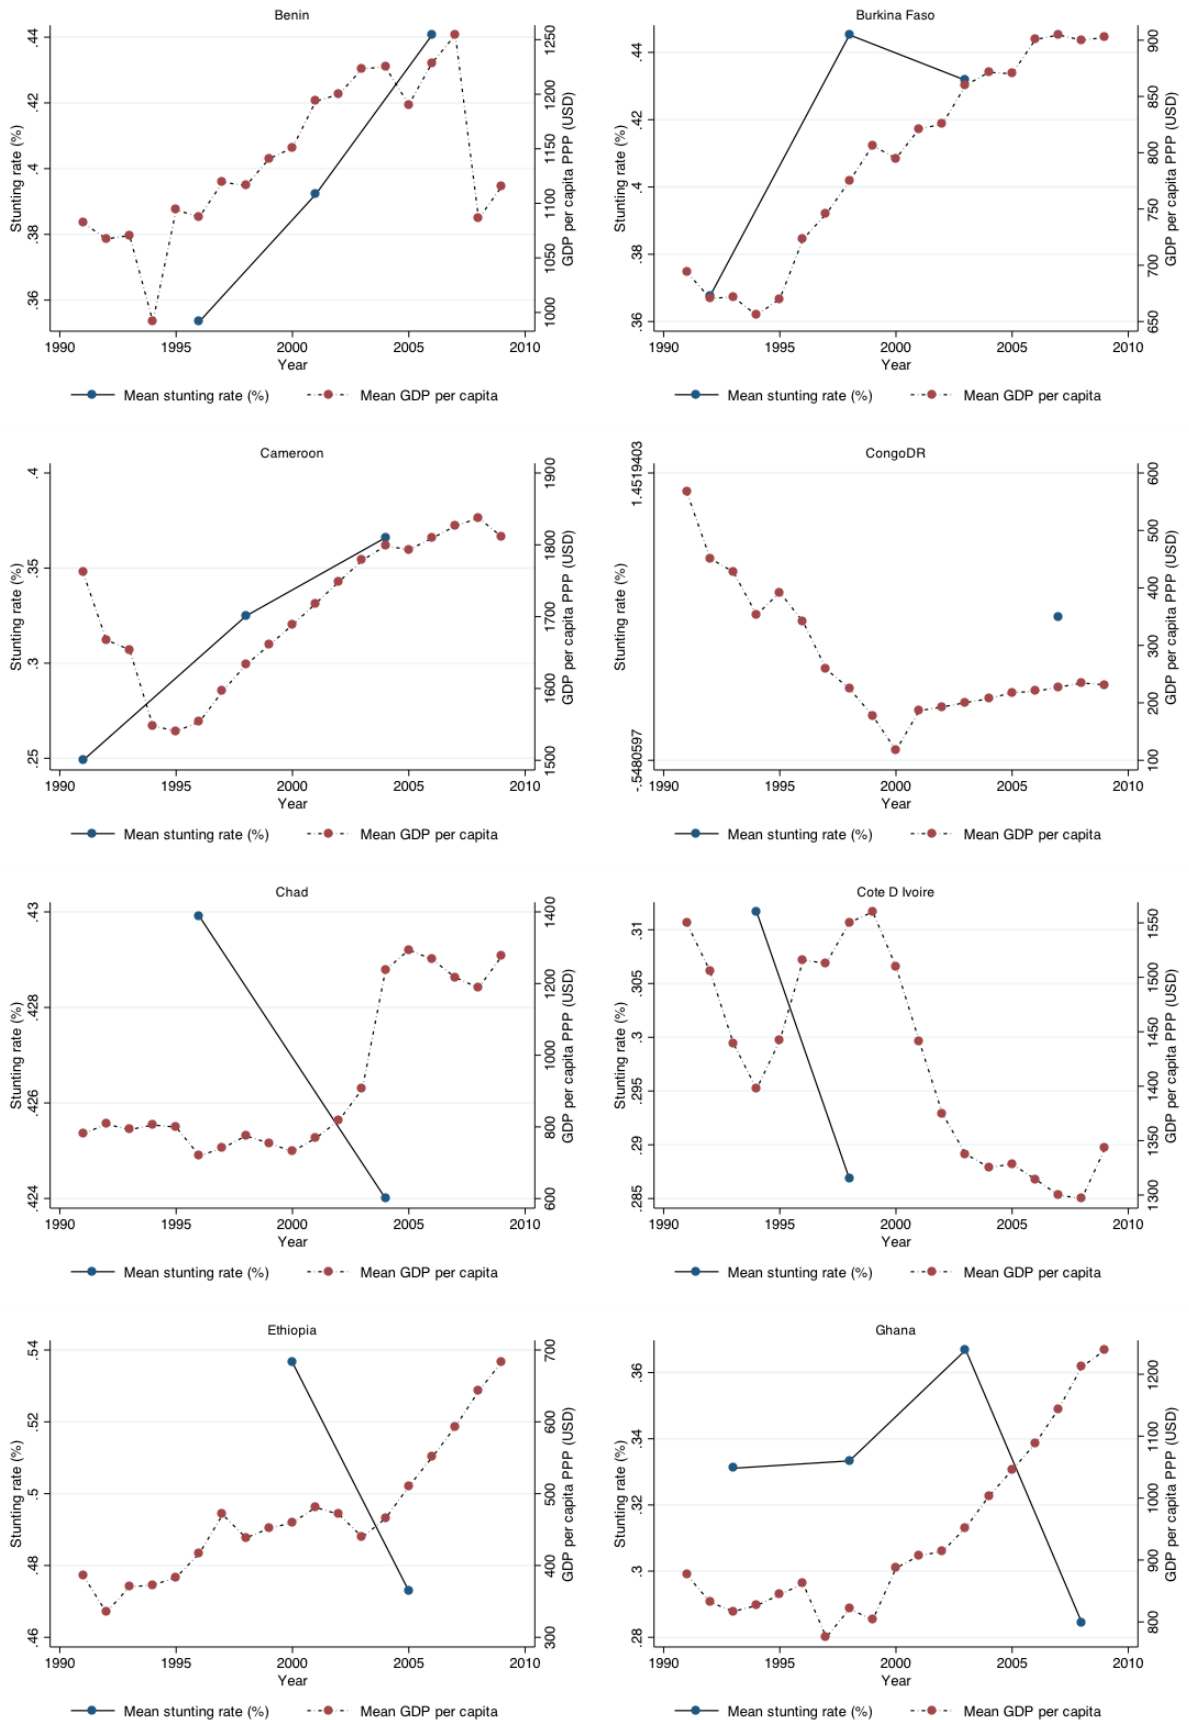 Benin
Stunting rate (%)
.36 .38 .4 .42 .44
GDP per capita PPP (USD)
1000 1050 1100 1150 1200 1250
1990 1995 2000 2005 2010
Year
Mean stunting rate (%) Mean GDP per capita
Burkina Faso
Stunting rate (%)
.36 .38 .4 .42 .44
GDP per capita PPP (USD)
650 700 750 800 850 900
1990 1995 2000 2005 2010
Year
Mean stunting rate (%) Mean GDP per capita
Cameroon
Stunting rate (%)
.25 .3 .35 .4
GDP per capita PPP (USD)
1500 1600 1700 1800 1900
1990 1995 2000 2005 2010
Year
Mean stunting rate (%) Mean GDP per capita
CongoDR
Stunting rate (%)
-.5480597 1.4519403
GDP per capita PPP (USD)
100 200 300 400 500 600
1990 1995 2000 2005 2010
Year
Mean stunting rate (%) Mean GDP per capita
Chad
Stunting rate (%)
.424 .426 .428 .43
GDP per capita PPP (USD)
600 800 1000 1200 1400
1990 1995 2000 2005 2010
Year
Mean stunting rate (%) Mean GDP per capita
Cote D Ivoire
Stunting rate (%)
.285 .29 .295 .3 .305 .31
GDP per capita PPP (USD)
1300 1350 1400 1450 1500 1550
1990 1995 2000 2005 2010
Year
Mean stunting rate (%) Mean GDP per capita
Ethiopia
Stunting rate (%)
.46 .48 .5 .52 .54
GDP per capita PPP (USD)
300 400 500 600 700
1990 1995 2000 2005 2010
Year
Mean stunting rate (%) Mean GDP per capita
Ghana
Stunting rate (%)
.28 .3 .32 .34 .36
GDP per capita PPP (USD)
800 900 1000 1100 1200
1990 1995 2000 2005 2010
Year
Mean stunting rate (%) Mean GDP per capita